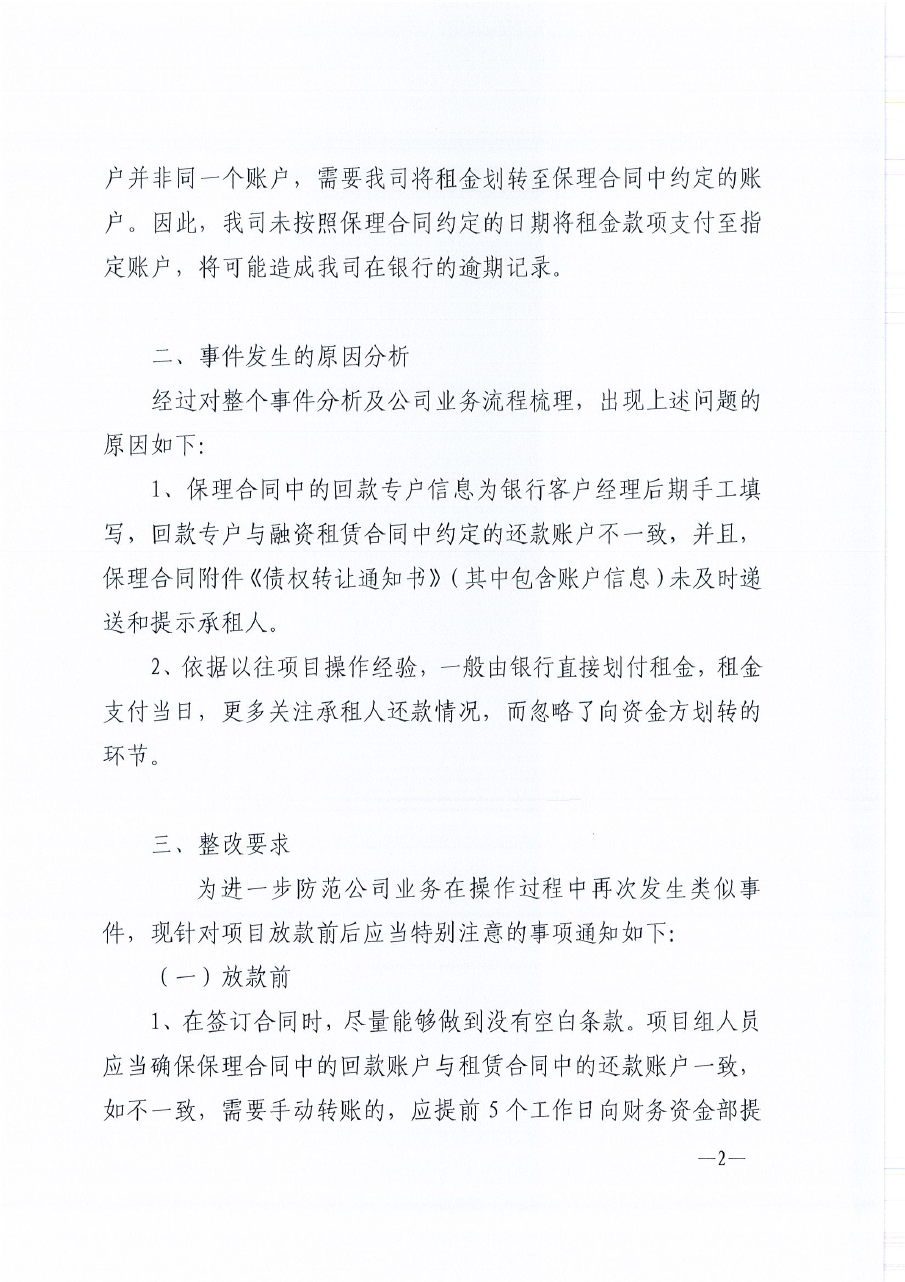 户并非同一个账户，需要我司将租金划转至保理合同中约定的账
户。因此，我司未按照保理合同约定的日期将租金款项支付至指
定账户，将可能造成我司在银行的逾期记录。
二、事件发生的原因分析
经过对整个事件分析及公司业务流程梳理，出现上述问题的
原因如下：
1、保理合同中的回款专户信息为银行客户经理后期手工填
写，回款专户与融资租赁合同中约定的还款账户不一致，并且，
保理合同附件《债权转让通知书》（其中包含账户信息）未及时递
送和提示承租人。
2、依据以往项目操作经验，一般由银行直接划付租金，租金
支付当日，更多关注承租人还款情况，而忽略了向资金方划转的
环节。
三、整改要求
为进一步防范公司业务在操作过程中再次发生类似事
件，现针对项目放款前后应当特别注意的事项通知如下：
（一）放款前
1、在签订合同时，尽量能够做到没有空白条款。项目组人员
应当确保保理合同中的回款账户与租赁合同中的还款账户一致，
如不一致，需要手动转账的，应提前 5 个工作日向财务资金部提
—2—